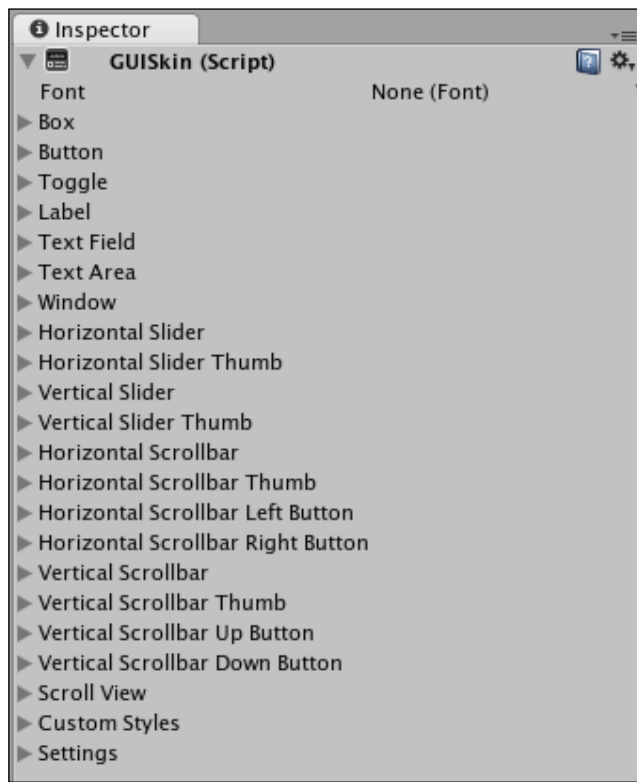 Inspector
GUISkin (Script)
Font None (Font)
Box
Button
Toggle
Label
Text Field
Text Area
Window
Horizontal Slider
Horizontal Slider Thumb
Vertical Slider
Vertical Slider Thumb
Horizontal Scrollbar
Horizontal Scrollbar Thumb
Horizontal Scrollbar Left Button
Horizontal Scrollbar Right Button
Vertical Scrollbar
Vertical Scrollbar Thumb
Vertical Scrollbar Up Button
Vertical Scrollbar Down Button
Scroll View
Custom Styles
Settings